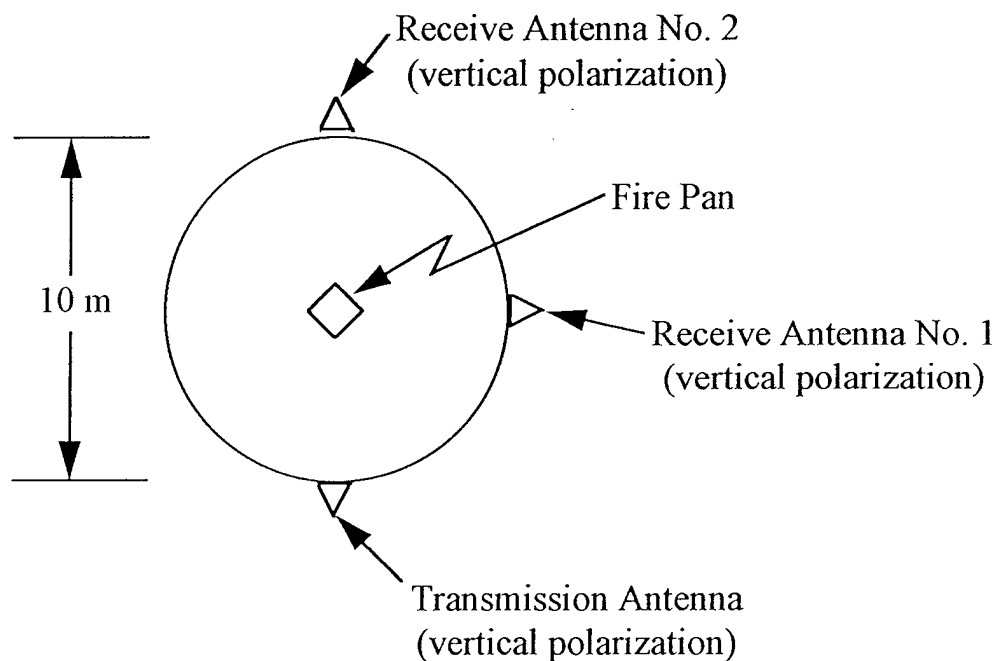 Receive Antenna No. 2
(vertical polarization)
Fire Pan
10 m
Receive Antenna No. 1
(vertical polarization)
Transmission Antenna
(vertical polarization)